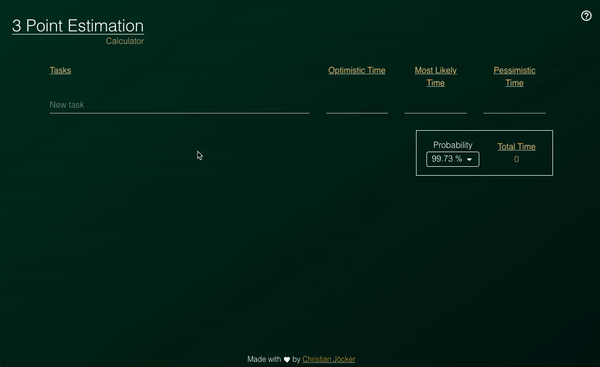 3 Point Estimation
Calculator
Tasks
Optimistic Time
Most Likely
Time
Pessimistic
Time
New task
Probability
99.73 %
Total Time
0
Made with ♥ by Christian Jöcker